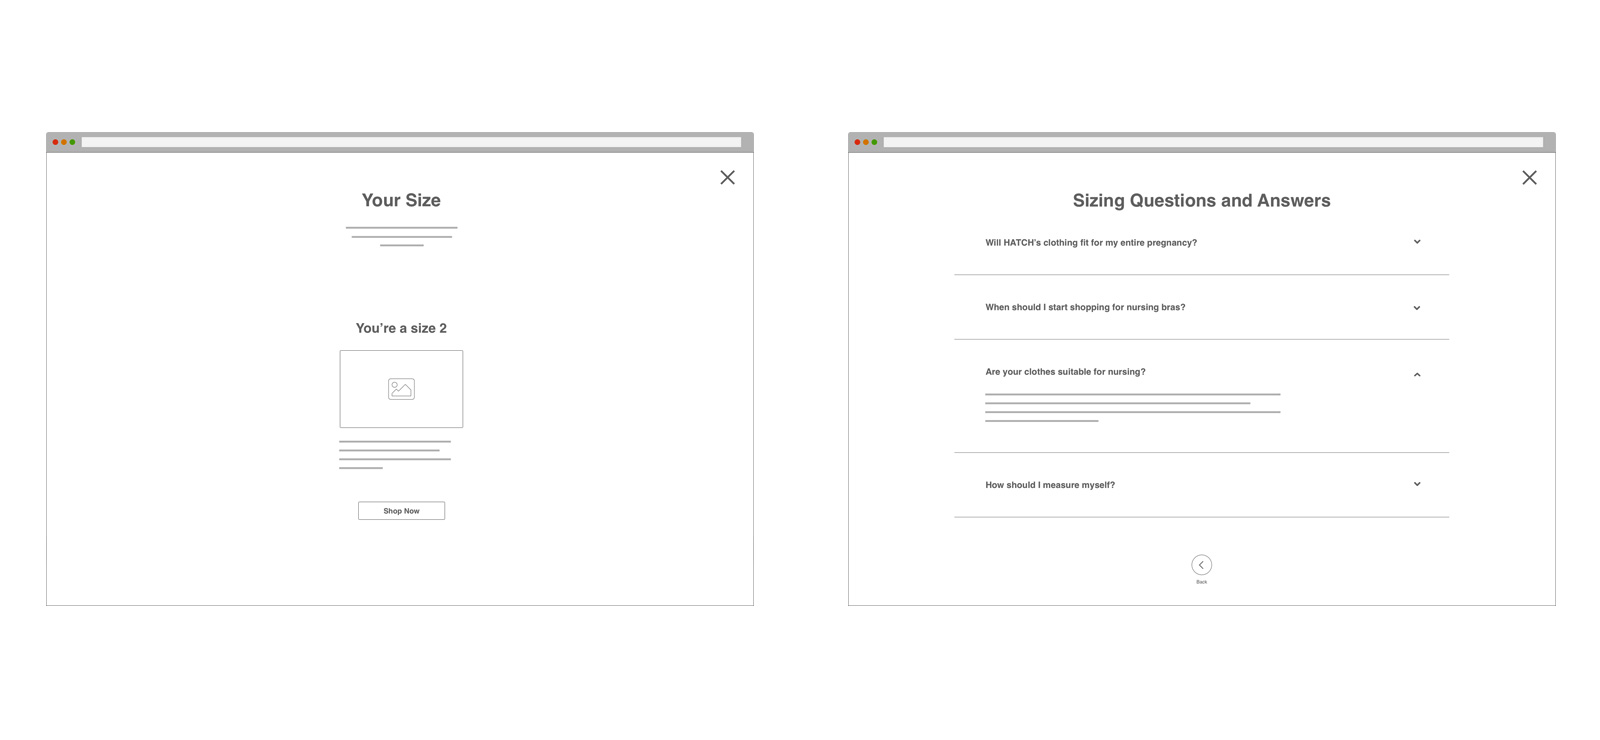 Your Size
You're a size 2
Shop Now
Sizing Questions and Answers
Will HATCH's clothing fit for my entire pregnancy?
When should I start shopping for nursing bras?
Are your clothes suitable for nursing?
How should I measure myself?
Back